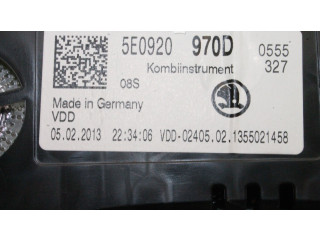 5E0920 970D 0555
Kombiinstrument 327
08S
Made in Germany
VDD
05.02.2013 22:34:06 VDD-02405.02.1355021458